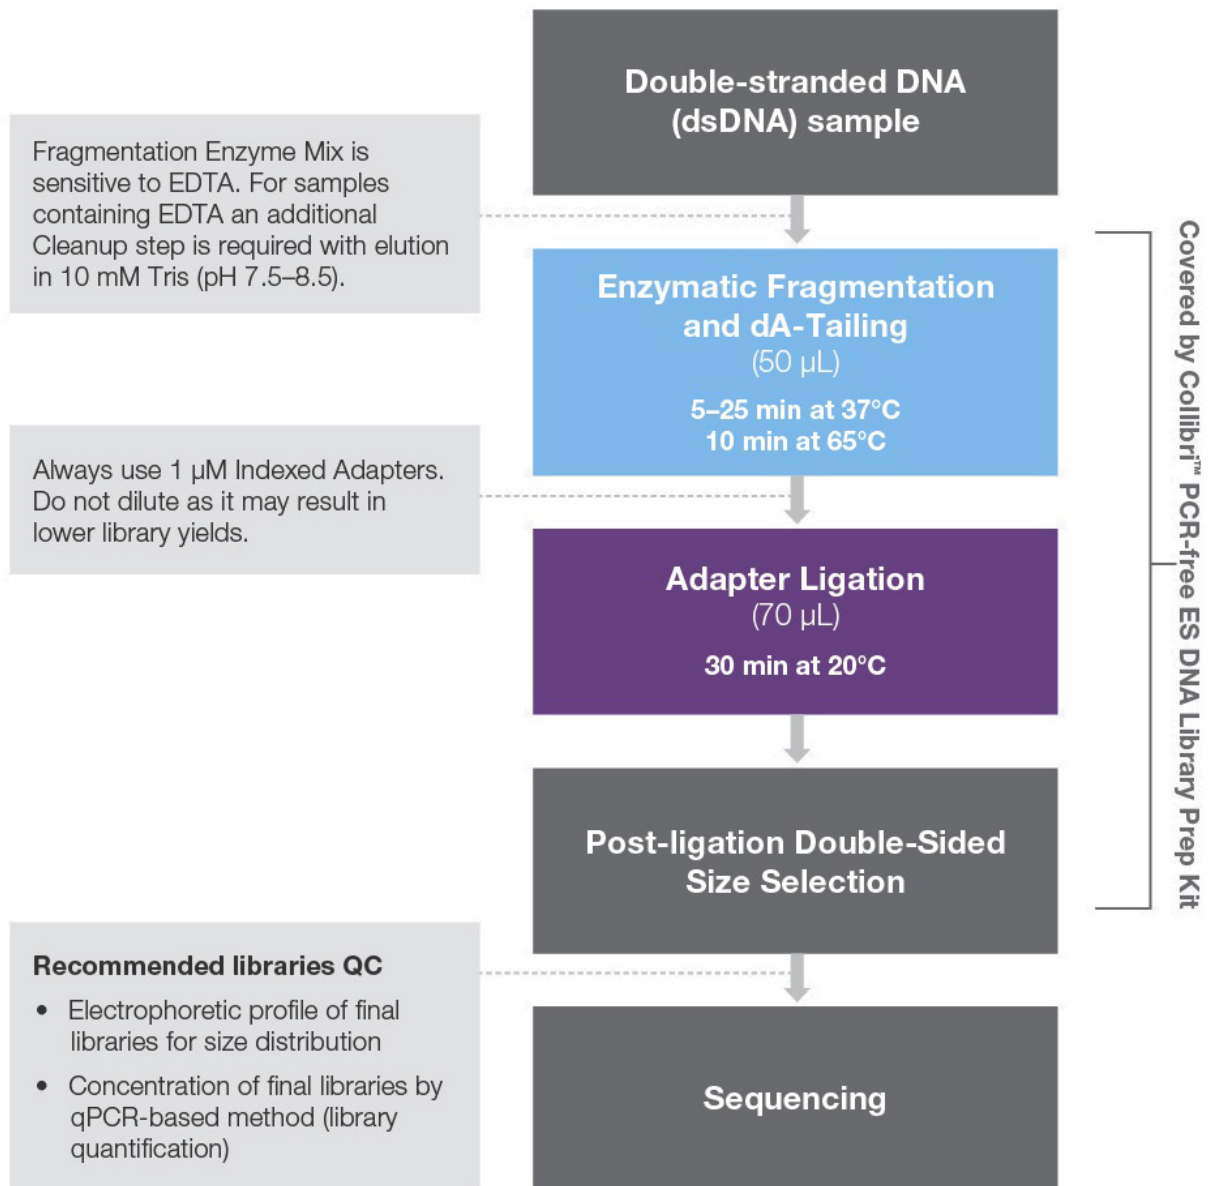 Double-stranded DNA
(dsDNA) sample
Fragmentation Enzyme Mix is
sensitive to EDTA. For samples
containing EDTA an additional
Cleanup step is required with elution
in 10 mM Tris (pH 7.5–8.5).
Enzymatic Fragmentation
and dA-Tailing
(50 µL)
5–25 min at 37°C
10 min at 65°C
Always use 1 µM Indexed Adapters.
Do not dilute as it may result in
lower library yields.
Adapter Ligation
(70 µL)
30 min at 20°C
Post-ligation Double-Sided
Size Selection
Covered by Collibri™ PCR-free ES DNA Library Prep Kit
Recommended libraries QC
• Electrophoretic profile of final
libraries for size distribution
• Concentration of final libraries by
qPCR-based method (library
quantification)
Sequencing